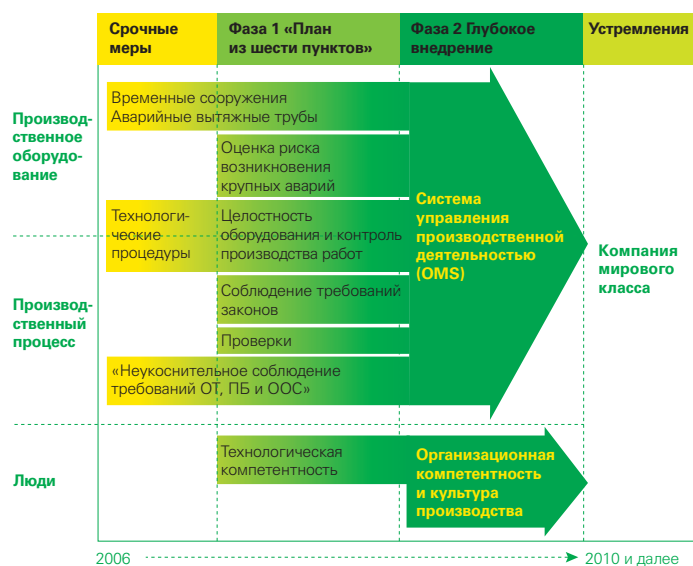 Срочные
меры
Фаза 1 «План
из шести пунктов»
Фаза 2 Глубокое
внедрение
Устремления
Производ-
ственное
оборудо-
вание
Временные сооружения
Аварийные вытяжные трубы
Оценка риска
возникновения
крупных аварий
Технологи-
ческие
процедуры
Целостность
оборудования и контроль
производства работ
Система
управления
производственной
деятельностью
(OMS)
Компания
мирового
класса
Производ-
ственный
процесс
Соблюдение требований
законов
Проверки
«Неукоснительное соблюдение
требований ОТ, ПБ и ООС»
Люди
Технологическая
компетентность
Организационная
компетентность
и культура
производства
2006
2010 и далее